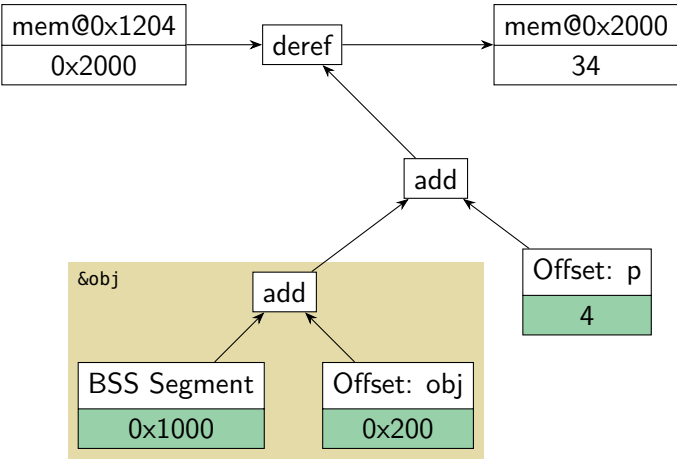 mem@0x1204
0x2000
deref
mem@0x2000
34
add
Offset: p
4
&obj
add
BSS Segment
0x1000
Offset: obj
0x200